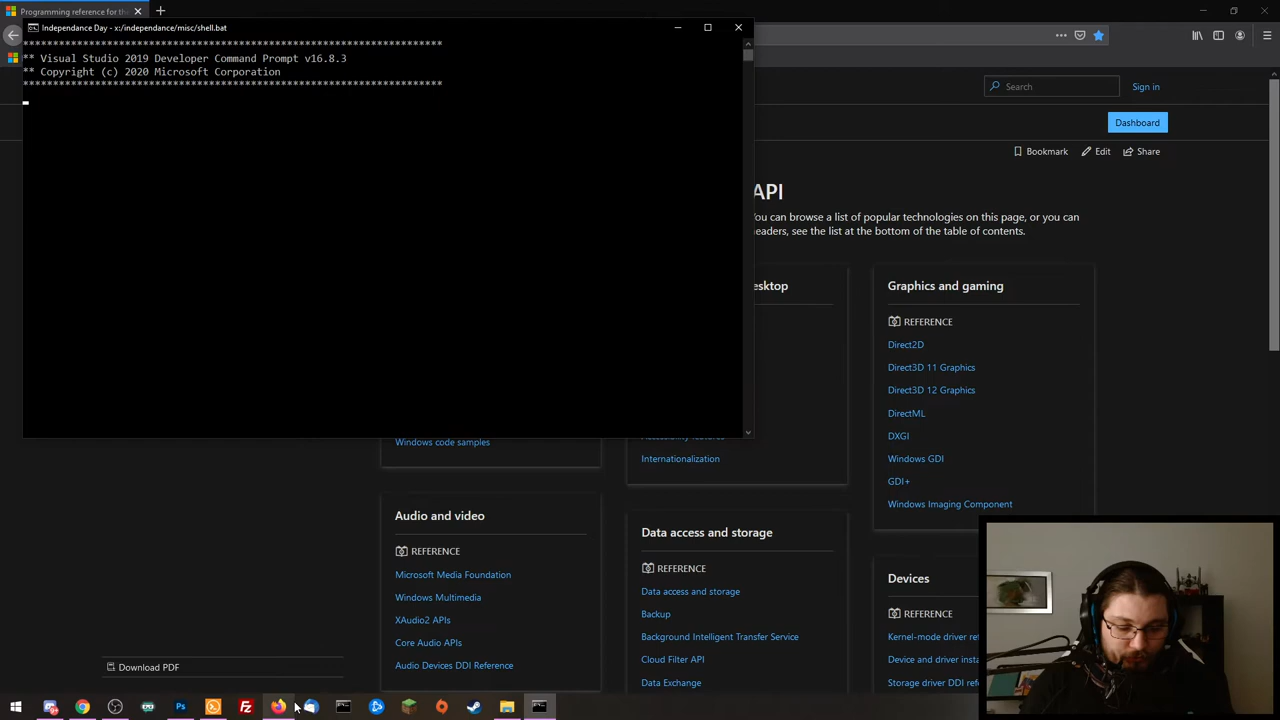 Programming reference for th
Independance Day - x:/independance/misc/shell.bat
**********************************************************************
** Visual Studio 2019 Developer Command Prompt v16.8.3
** Copyright (c) 2020 Microsoft Corporation
**********************************************************************
Search
Sign in
Dashboard
Bookmark
Edit
Share
API
You can browse a list of popular technologies on this page, or you can
headers, see the list at the bottom of the table of contents.
Graphics and gaming
REFERENCE
Direct2D
Direct3D 11 Graphics
Direct3D 12 Graphics
DirectML
DXGI
Windows GDI
GDI+
Windows Imaging Component
Windows code samples
Internationalization
Audio and video
REFERENCE
Microsoft Media Foundation
Windows Multimedia
XAudio2 APIs
Core Audio APIs
Audio Devices DDI Reference
Data access and storage
REFERENCE
Data access and storage
Backup
Background Intelligent Transfer Service
Cloud Filter API
Data Exchange
Devices
REFERENCE
Kernel-mode driver ref
Device and driver insta
Storage driver DDI ref
Download PDF